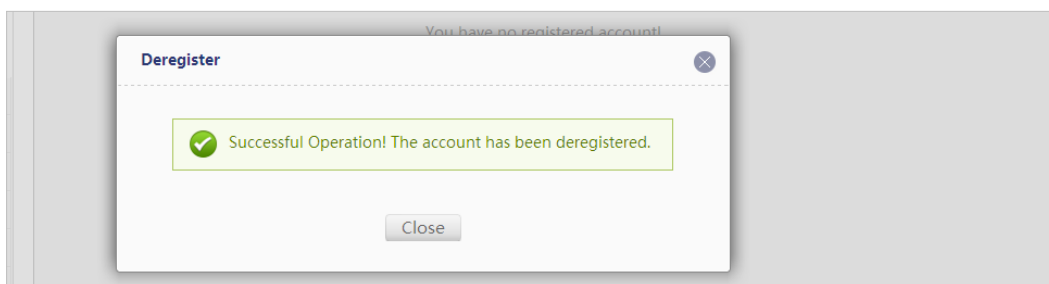 You have no registered account!
Deregister
Successful Operation! The account has been deregistered.
Close